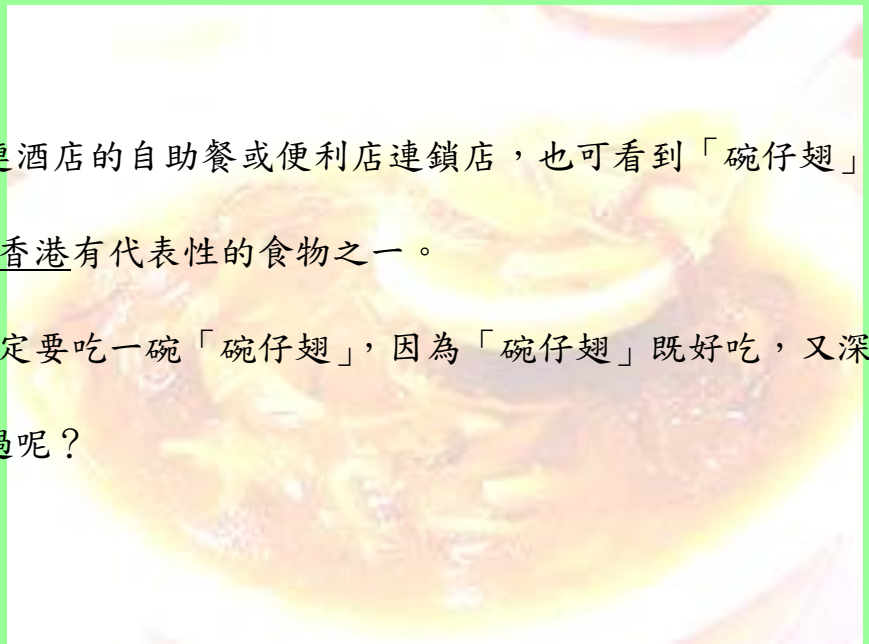 連酒店的自助餐或便利店連鎖店，也可看到「碗仔翅」
香港有代表性的食物之一。
定要吃一碗「碗仔翅」，因為「碗仔翅」既好吃，又深
過呢？